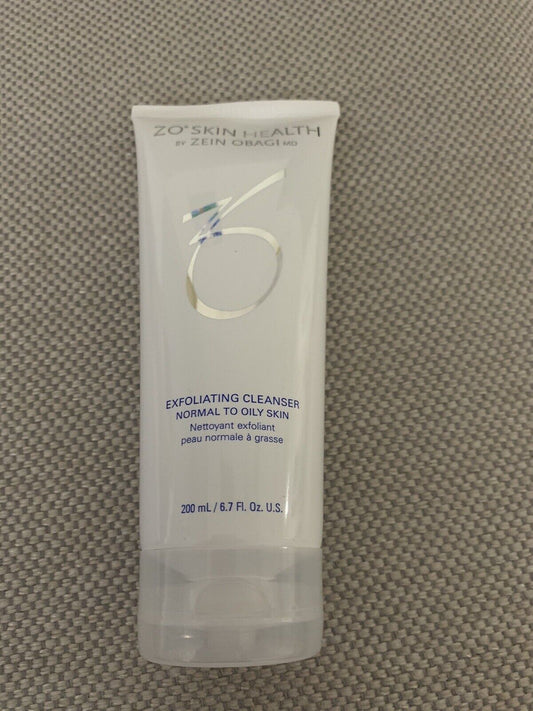 ZO® SKIN HEALTH
BY ZEIN OBAGI MD
ZO
EXFOLIATING CLEANSER
NORMAL TO OILY SKIN
Nettoyant exfoliant
peau normale à grasse
200 mL / 6.7 Fl. Oz. U.S.